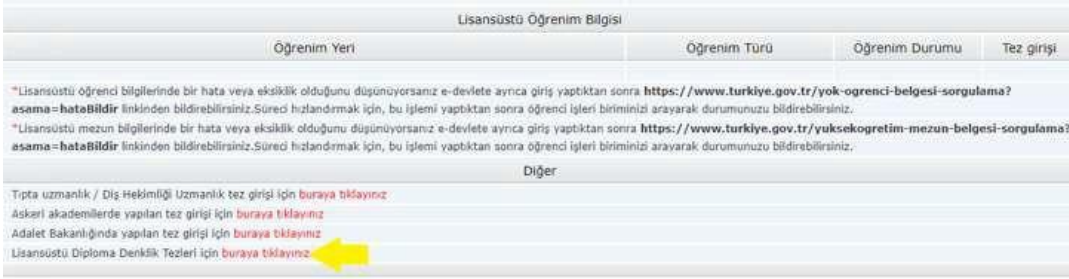 Lisansüstü Öğrenim Bilgisi
Öğrenim Yeri Öğrenim Türü Öğrenim Durumu Tez girişi
*Lisansüstü öğrenci bilgilerinde bir hata veya eksiklik olduğunu düşünüyorsanız e-devlete ayrıca giriş yaptıktan sonra https://www.turkiye.gov.tr/yok-ogrenci-belgesi-sorgulama?
asama=hataBildir linkinden bildirebilirsiniz.Süreci hızlandırmak için, bu işlemi yaptıktan sonra öğrenci işleri biriminizi arayarak durumunuzu bildirebilirsiniz.
*Lisansüstü mezun bilgilerinde bir hata veya eksiklik olduğunu düşünüyorsanız e-devlete ayrıca giriş yaptıktan sonra https://www.turkiye.gov.tr/yuksekogretim-mezun-belgesi-sorgulama?
asama=hataBildir linkinden bildirebilirsiniz.Süreci hızlandırmak için, bu işlemi yaptıktan sonra öğrenci işleri biriminizi arayarak durumunuzu bildirebilirsiniz.
Diğer
Tıpta uzmanlık / Diş Hekimliği Uzmanlık tez girişi için buraya tıklayınız
Askeri akademilerde yapılan tez girişi için buraya tıklayınız
Adalet Bakanlığında yapılan tez girişi için buraya tıklayınız
Lisansüstü Diploma Denklik Tezleri için buraya tıklayınız